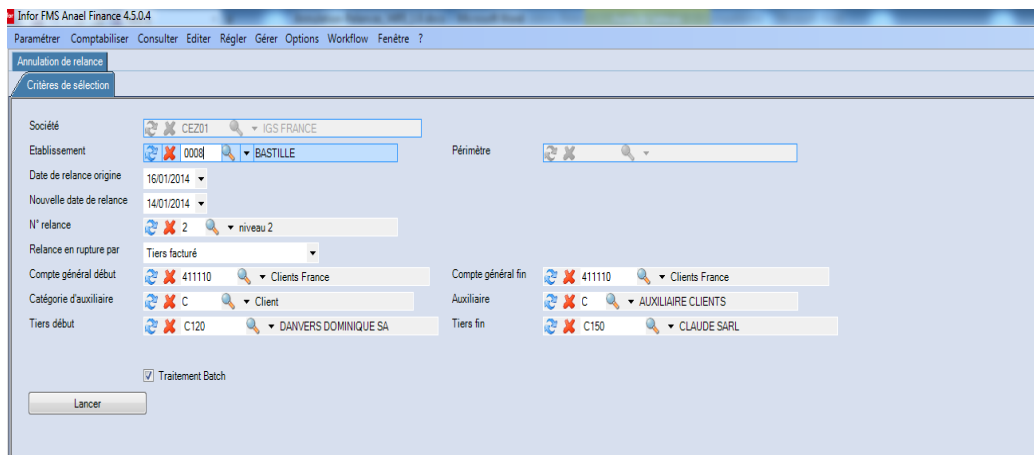 Infor FMS Anael Finance 4.5.0.4
Paramétrer Comptabiliser Consulter Editer Régler Gérer Options Workflow Fenêtre ?
Annulation de relance
Critères de sélection
Société CEZ01 IGS FRANCE
Etablissement 0008 BASTILLE Périmètre
Date de relance origine 16/01/2014
Nouvelle date de relance 14/01/2014
N° relance 2 niveau 2
Relance en rupture par Tiers facturé
Compte général début 411110 Clients France Compte général fin 411110 Clients France
Catégorie d'auxiliaire C Client Auxiliaire C AUXILIAIRE CLIENTS
Tiers début C120 DANVERS DOMINIQUE SA Tiers fin C150 CLAUDE SARL
Traitement Batch
Lancer